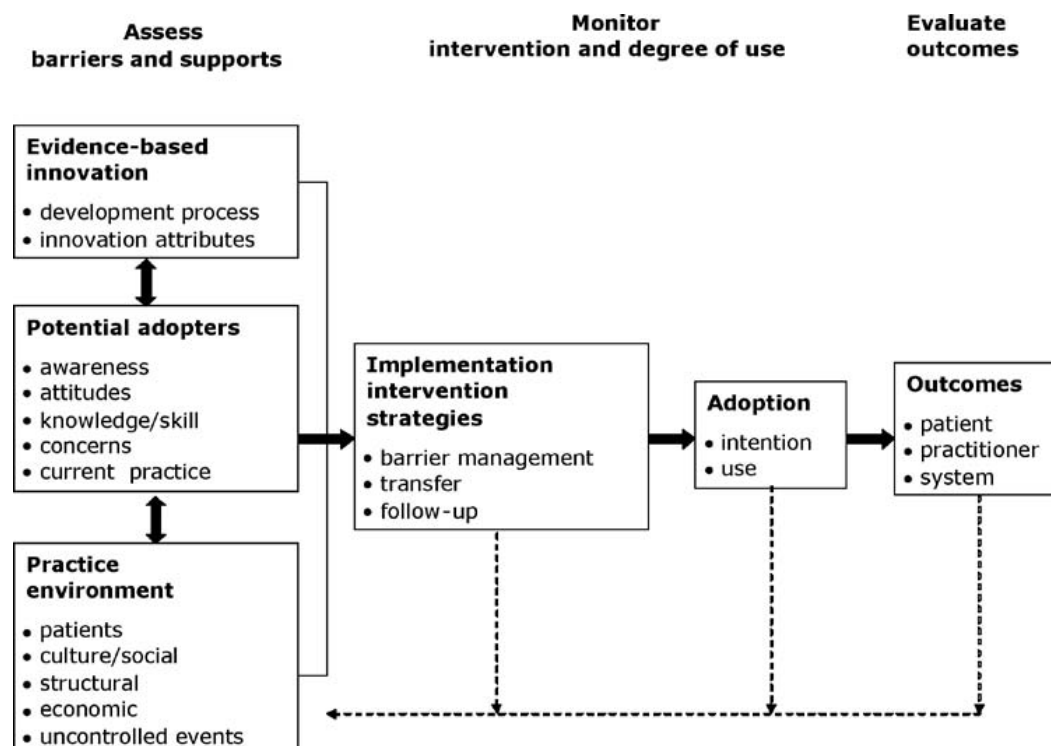 Assess
barriers and supports
Monitor
intervention and degree of use
Evaluate
outcomes
Evidence-based
innovation
• development process
• innovation attributes
Potential adopters
• awareness
• attitudes
• knowledge/skill
• concerns
• current practice
Practice
environment
• patients
• culture/social
• structural
• economic
• uncontrolled events
Implementation
intervention
strategies
• barrier management
• transfer
• follow-up
Adoption
• intention
• use
Outcomes
• patient
• practitioner
• system